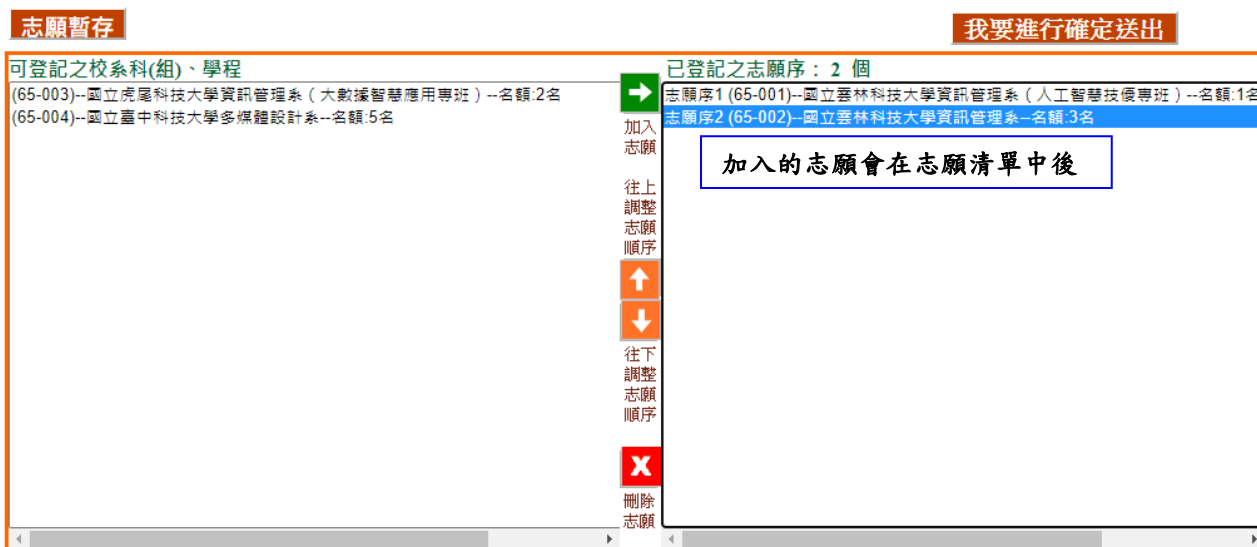 志願暫存
我要進行確定送出
可登記之校系科(組)、學程
(65-003)--國立虎尾科技大學資訊管理系（大數據智慧應用專班）--名額:2名
(65-004)--國立臺中科技大學多媒體設計系--名額:5名
加入
志願
往上
調整
志願
順序
往下
調整
志願
順序
X
刪除
志願
已登記之志願序： 2 個
志願序1 (65-001)--國立雲林科技大學資訊管理系（人工智慧技優專班）--名額:1名
志願序2 (65-002)--國立雲林科技大學資訊管理系--名額:3名
加入的志願會在志願清單中後